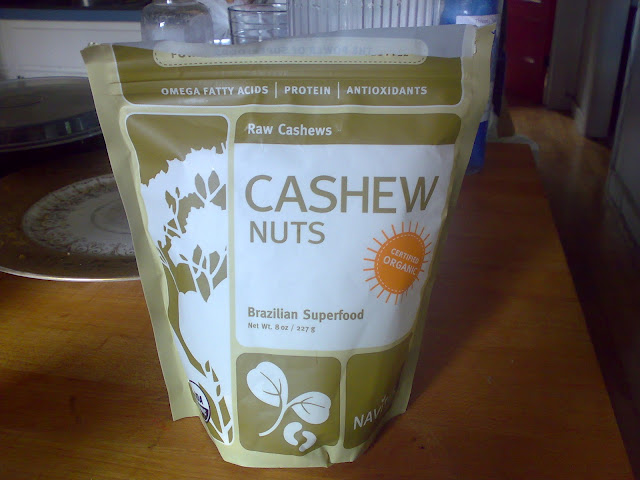 OMEGA FATTY ACIDS | PROTEIN | ANTIOXIDANTS
Raw Cashews
CASHEW
NUTS
CERTIFIED
ORGANIC
Brazilian Superfood
Net Wt. 8 oz / 227 g